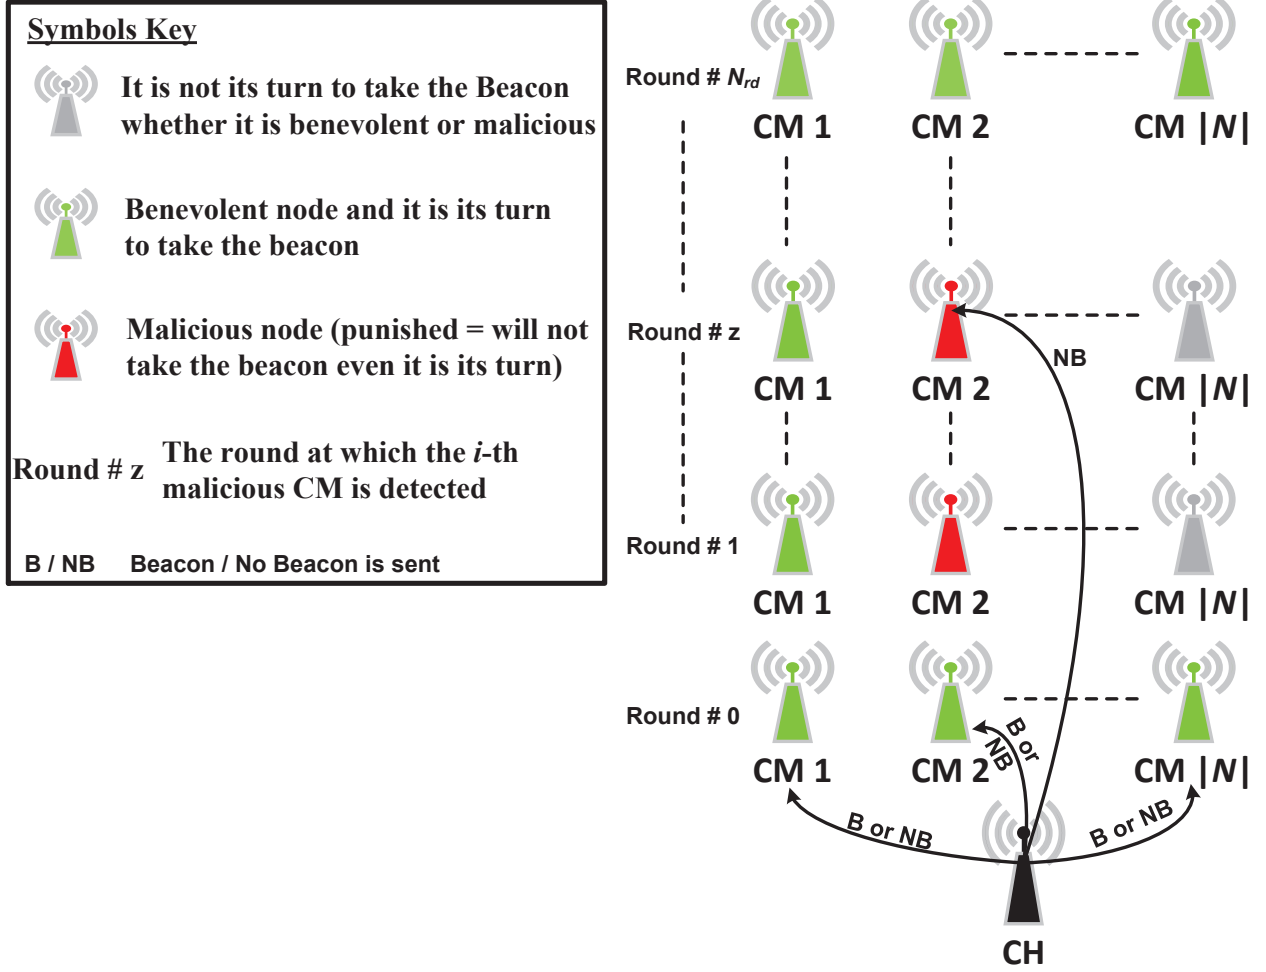 Symbols Key
It is not its turn to take the Beacon
whether it is benevolent or malicious
Benevolent node and it is its turn
to take the beacon
Malicious node (punished = will not
take the beacon even it is its turn)
Round # z
The round at which the i-th
malicious CM is detected
B / NB Beacon / No Beacon is sent
Round # Nrd
CM 1 CM 2 CM |N|
Round # z
NB
CM 1 CM 2 CM |N|
Round # 1
CM 1 CM 2 CM |N|
Round # 0
B or
NB
CM 1 CM 2 CM |N|
B or NB
B or NB
CH